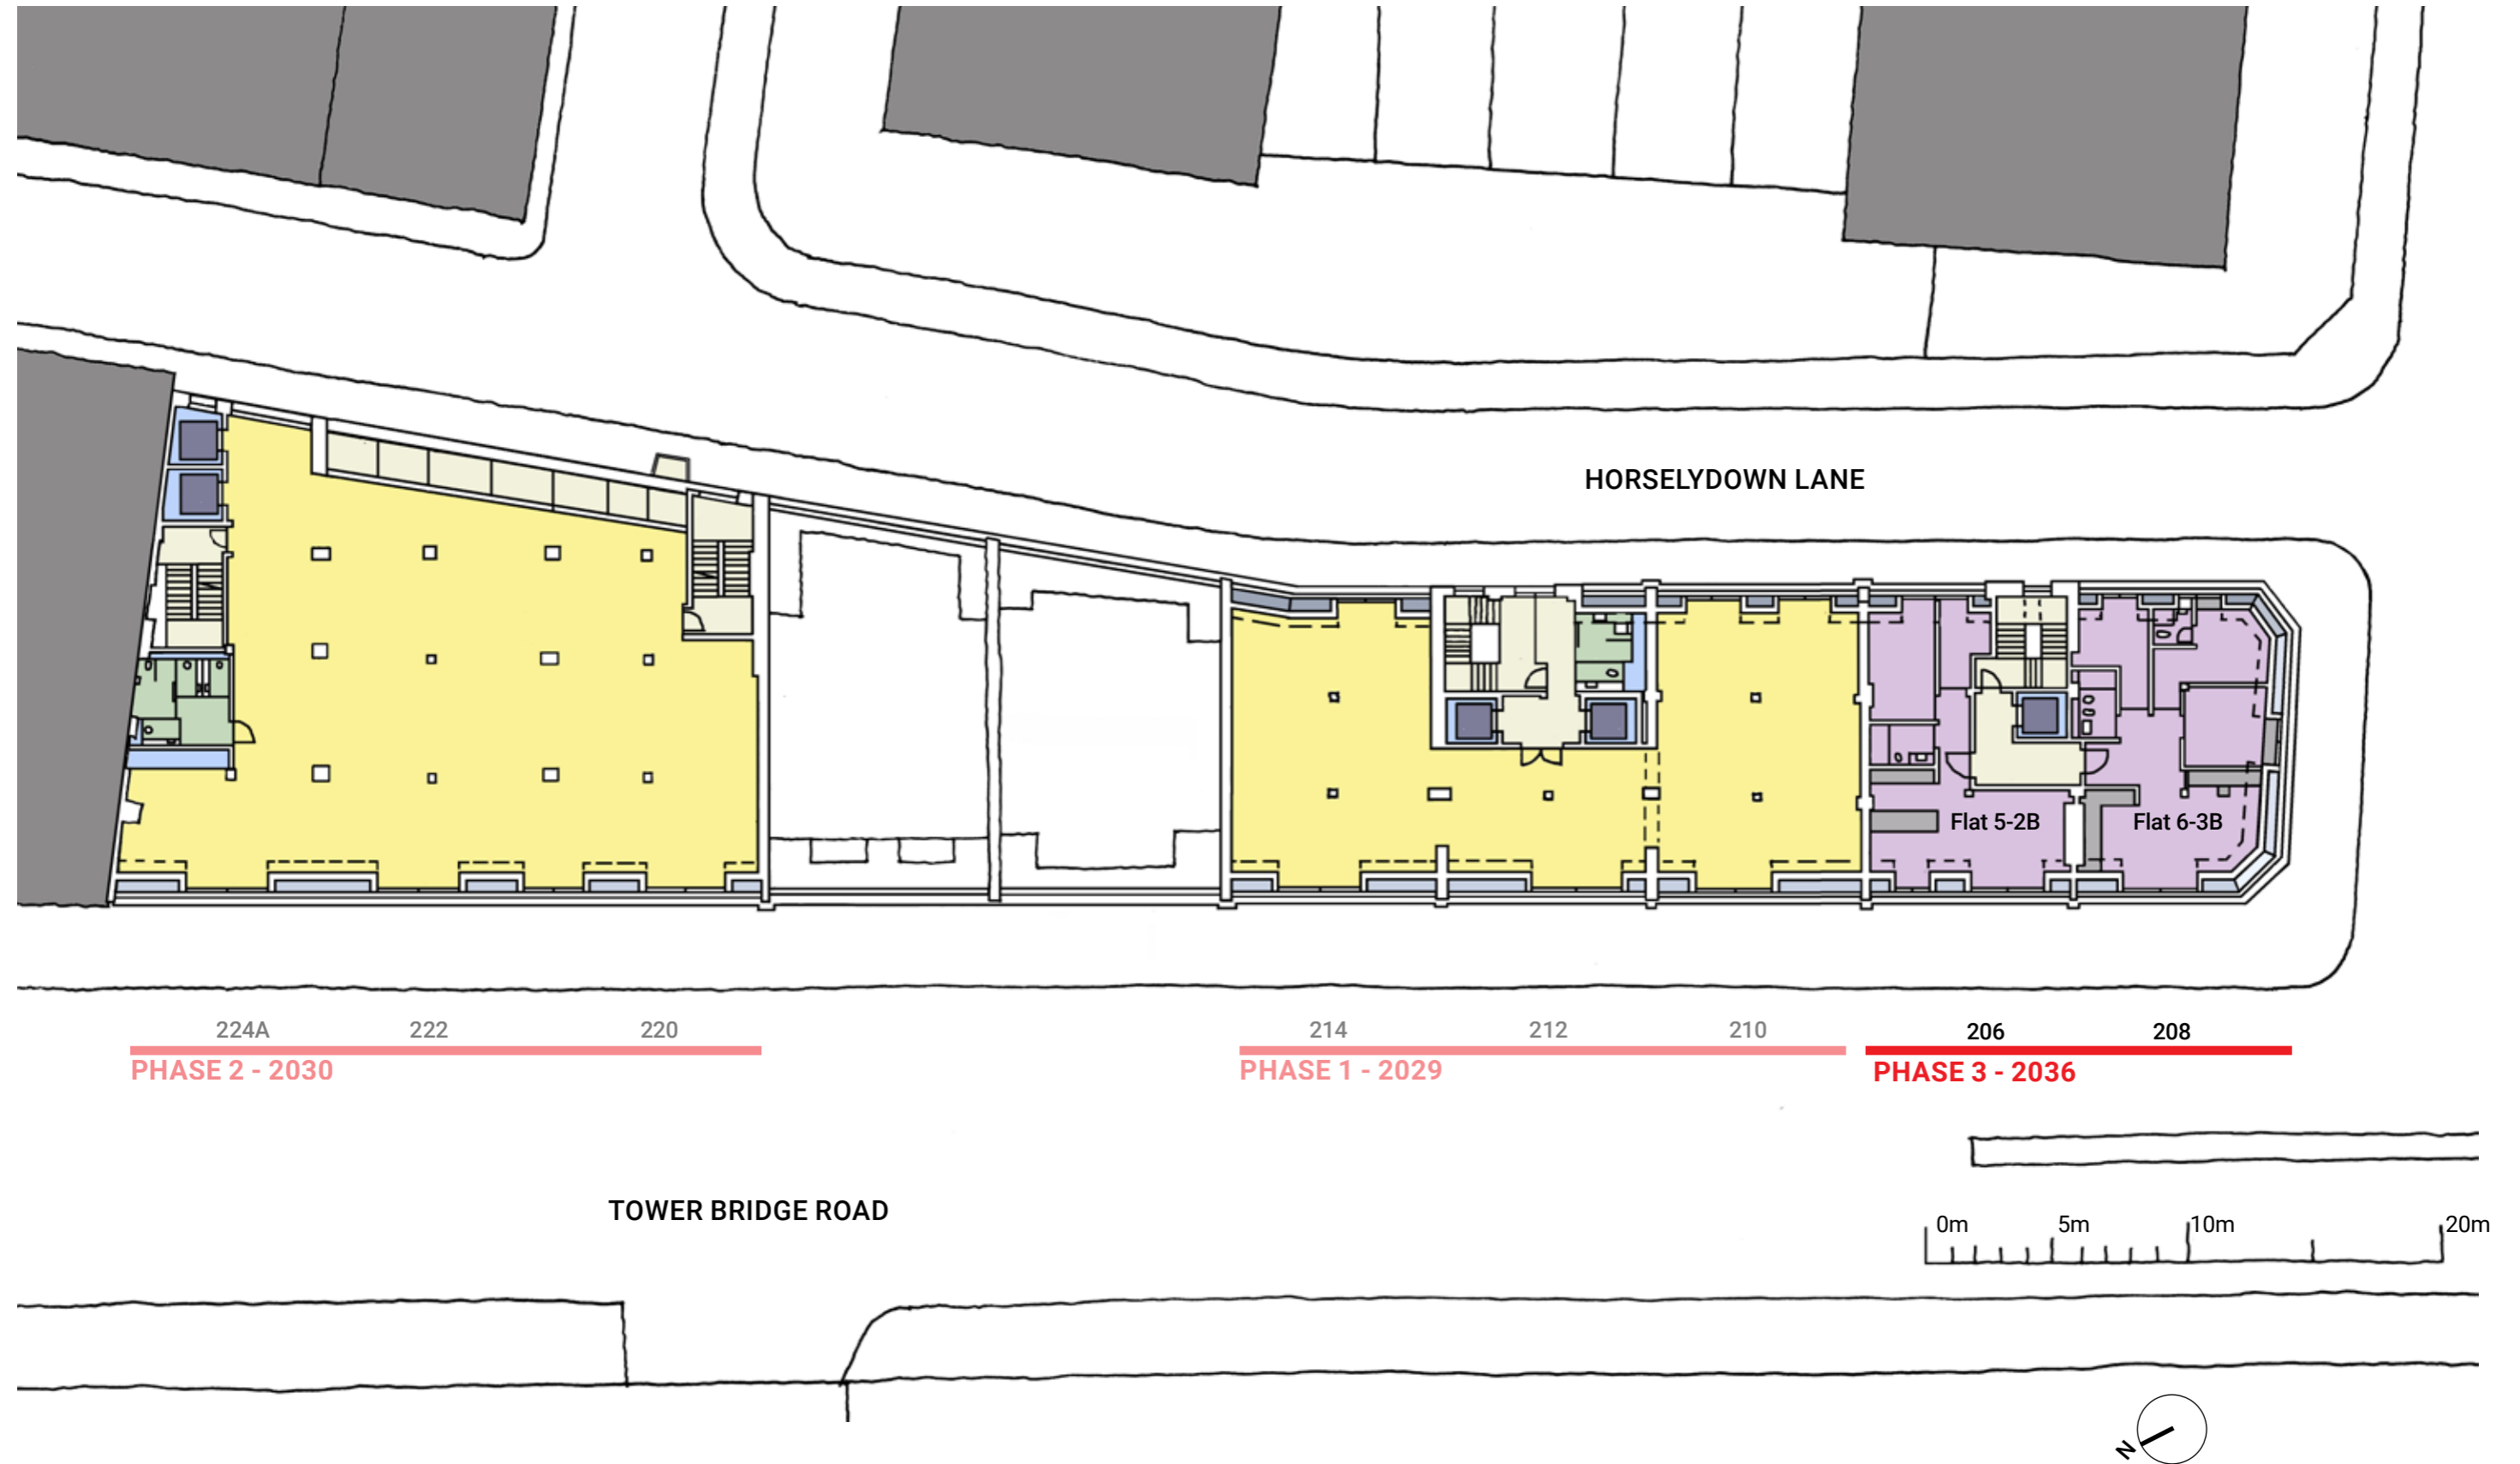 HORSELYDOWN LANE
Flat 5-2B
Flat 6-3B
224A
222
220
214
212
210
206
208
PHASE 2 - 2030
PHASE 1 - 2029
PHASE 3 - 2036
TOWER BRIDGE ROAD
0m
5m
10m
20m
N